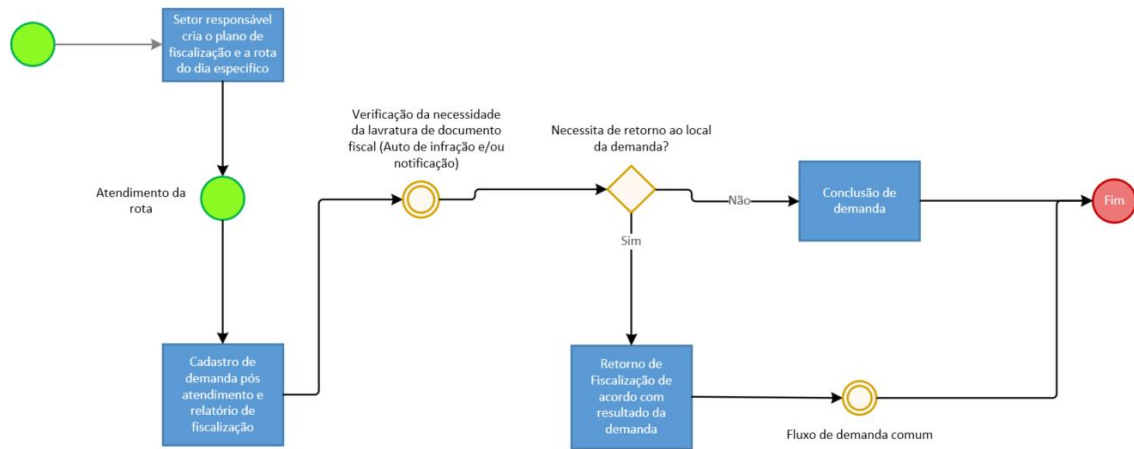 Setor responsável
cria o plano de
fiscalização e a rota
do dia especifíco
Atendimento da
rota
Cadastro de
demanda pós
atendimento e
relatório de
fiscalização
Verificação da necessidade
da lavratura de documento
fiscal (Auto de infração e/ou
notificação)
Necessita de retorno ao local
da demanda?
Não
Sim
Conclusão de
demanda
Fim
Retorno de
Fiscalização de
acordo com
resultado da
demanda
Fluxo de demanda comum